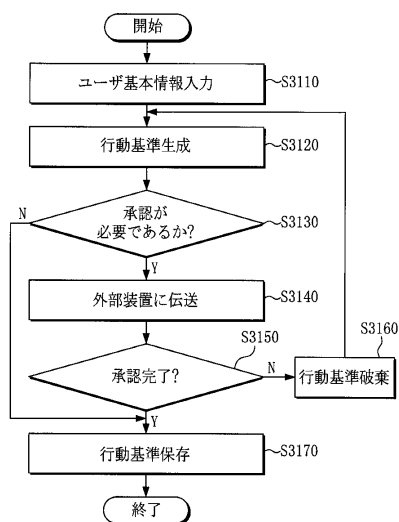 開始
ユーザ基本情報入力
S3110
行動基準生成
S3120
N
承認が
必要であるか?
S3130
Y
外部装置に伝送
S3140
承認完了?
S3150
N
行動基準破棄
S3160
Y
行動基準保存
S3170
終了